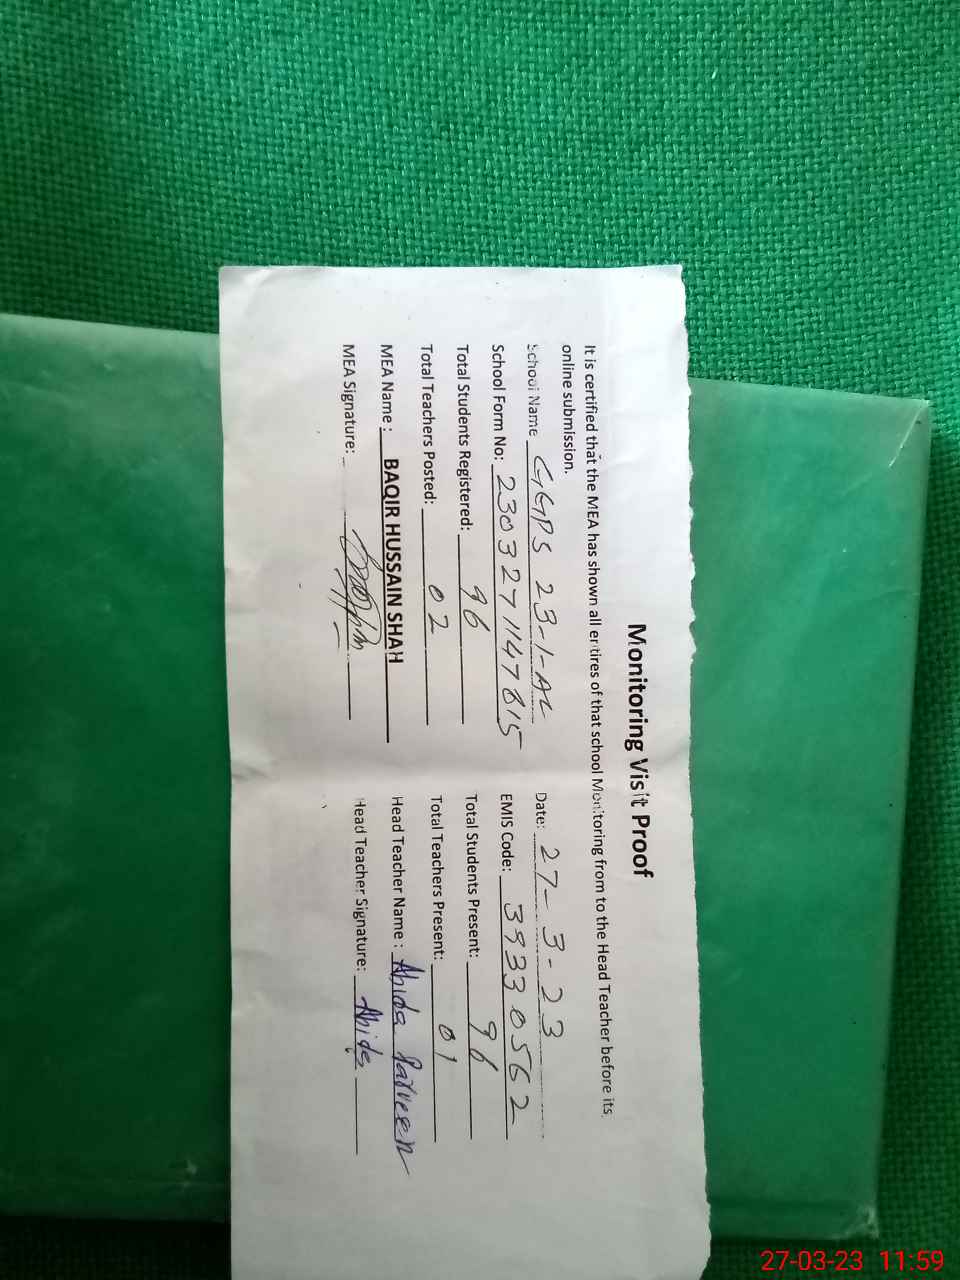 Monitoring Visit Proof
It is certified that the MEA has shown all entires of that school Monitoring from to the Head Teacher before its
online submission.
School Name GGPS 23-1-AL Date: 27-3-23
School Form No: 2303271147815 EMIS Code: 39330562
Total Students Registered: 96 Total Students Present: 96
Total Teachers Posted: 02 Total Teachers Present: 01
MEA Name: BAQIR HUSSAIN SHAH Head Teacher Name: Abida Parveen
MEA Signature: Head Teacher Signature: Abida
27-03-23 11:59